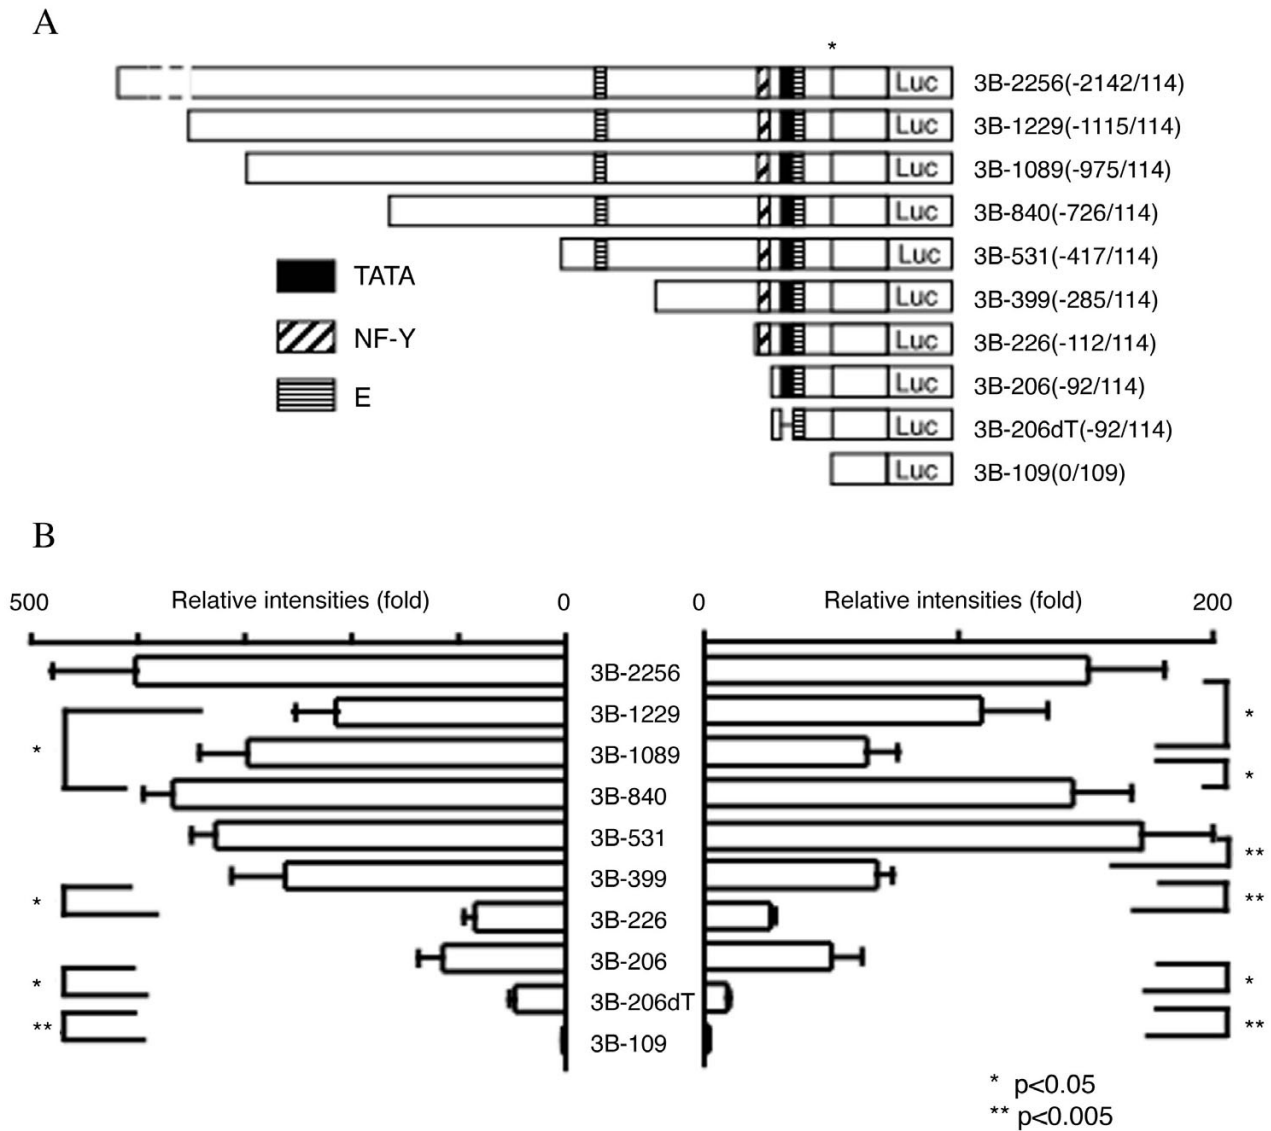 A
*
Luc 3B-2256(-2142/114)
Luc 3B-1229(-1115/114)
Luc 3B-1089(-975/114)
Luc 3B-840(-726/114)
Luc 3B-531(-417/114)
Luc 3B-399(-285/114)
Luc 3B-226(-112/114)
Luc 3B-206(-92/114)
Luc 3B-206dT(-92/114)
Luc 3B-109(0/109)
TATA
NF-Y
E
B
500 Relative intensities (fold) 0 0 Relative intensities (fold) 200
3B-2256
3B-1229 *
* 3B-1089
3B-840 *
3B-531
3B-399 **
* 3B-226 **
3B-206
* 3B-206dT *
** 3B-109 **
* p<0.05
** p<0.005